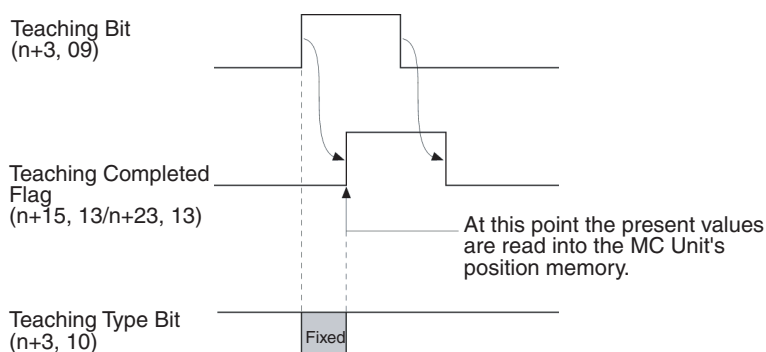 Teaching Bit
(n+3, 09)
Teaching Completed
Flag
(n+15, 13/n+23, 13)
At this point the present values
are read into the MC Unit's
position memory.
Teaching Type Bit
(n+3, 10)
Fixed